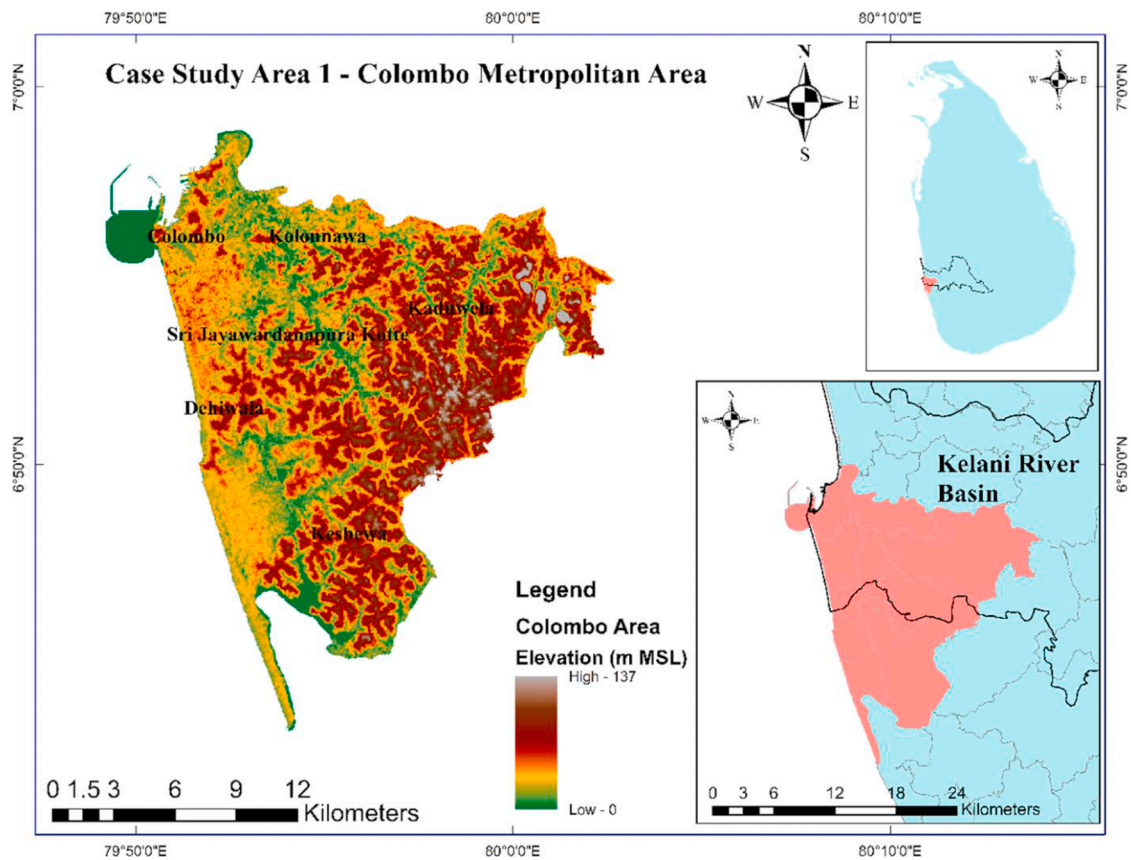 79°50'0"E 80°0'0"E 80°10'0"E
Case Study Area 1 - Colombo Metropolitan Area
N
W E
S
N
W E
S
7°0'0"N
7°0'0"N
Colombo
Kolounawa
Kaduwela
Sri Jayawardanapura Kotte
Dehiwala
Kesbewa
6°50'0"N
6°50'0"N
N
W E
S
Kelani River
Basin
Legend
Colombo Area
Elevation (m MSL)
High - 137
Low - 0
0 1.5 3 6 9 12
Kilometers
0 3 6 12 18 24
Kilometers
79°50'0"E 80°0'0"E 80°10'0"E